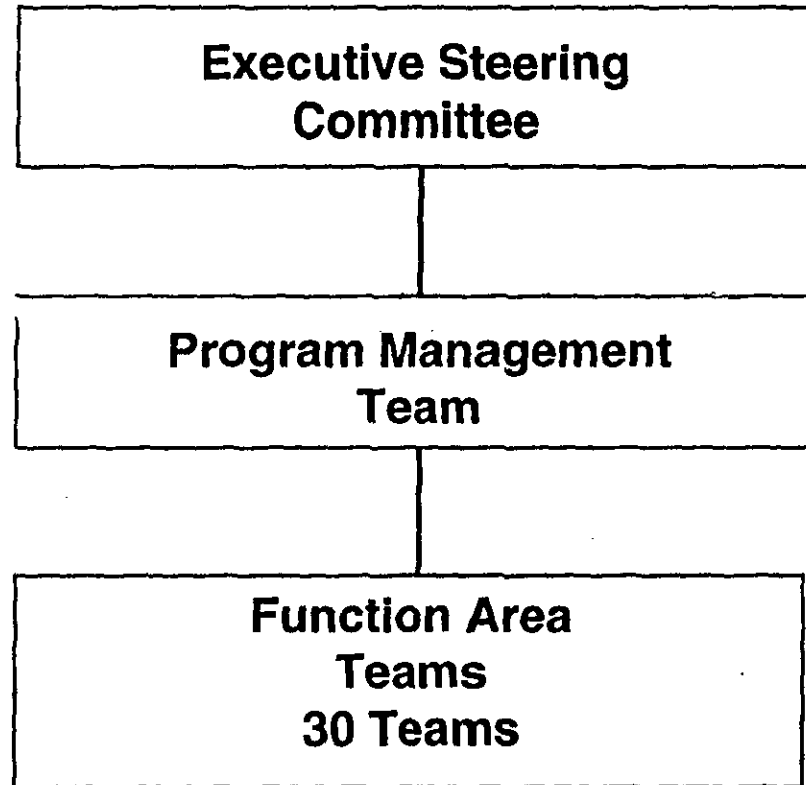 Executive Steering
Committee
Program Management
Team
Function Area
Teams
30 Teams